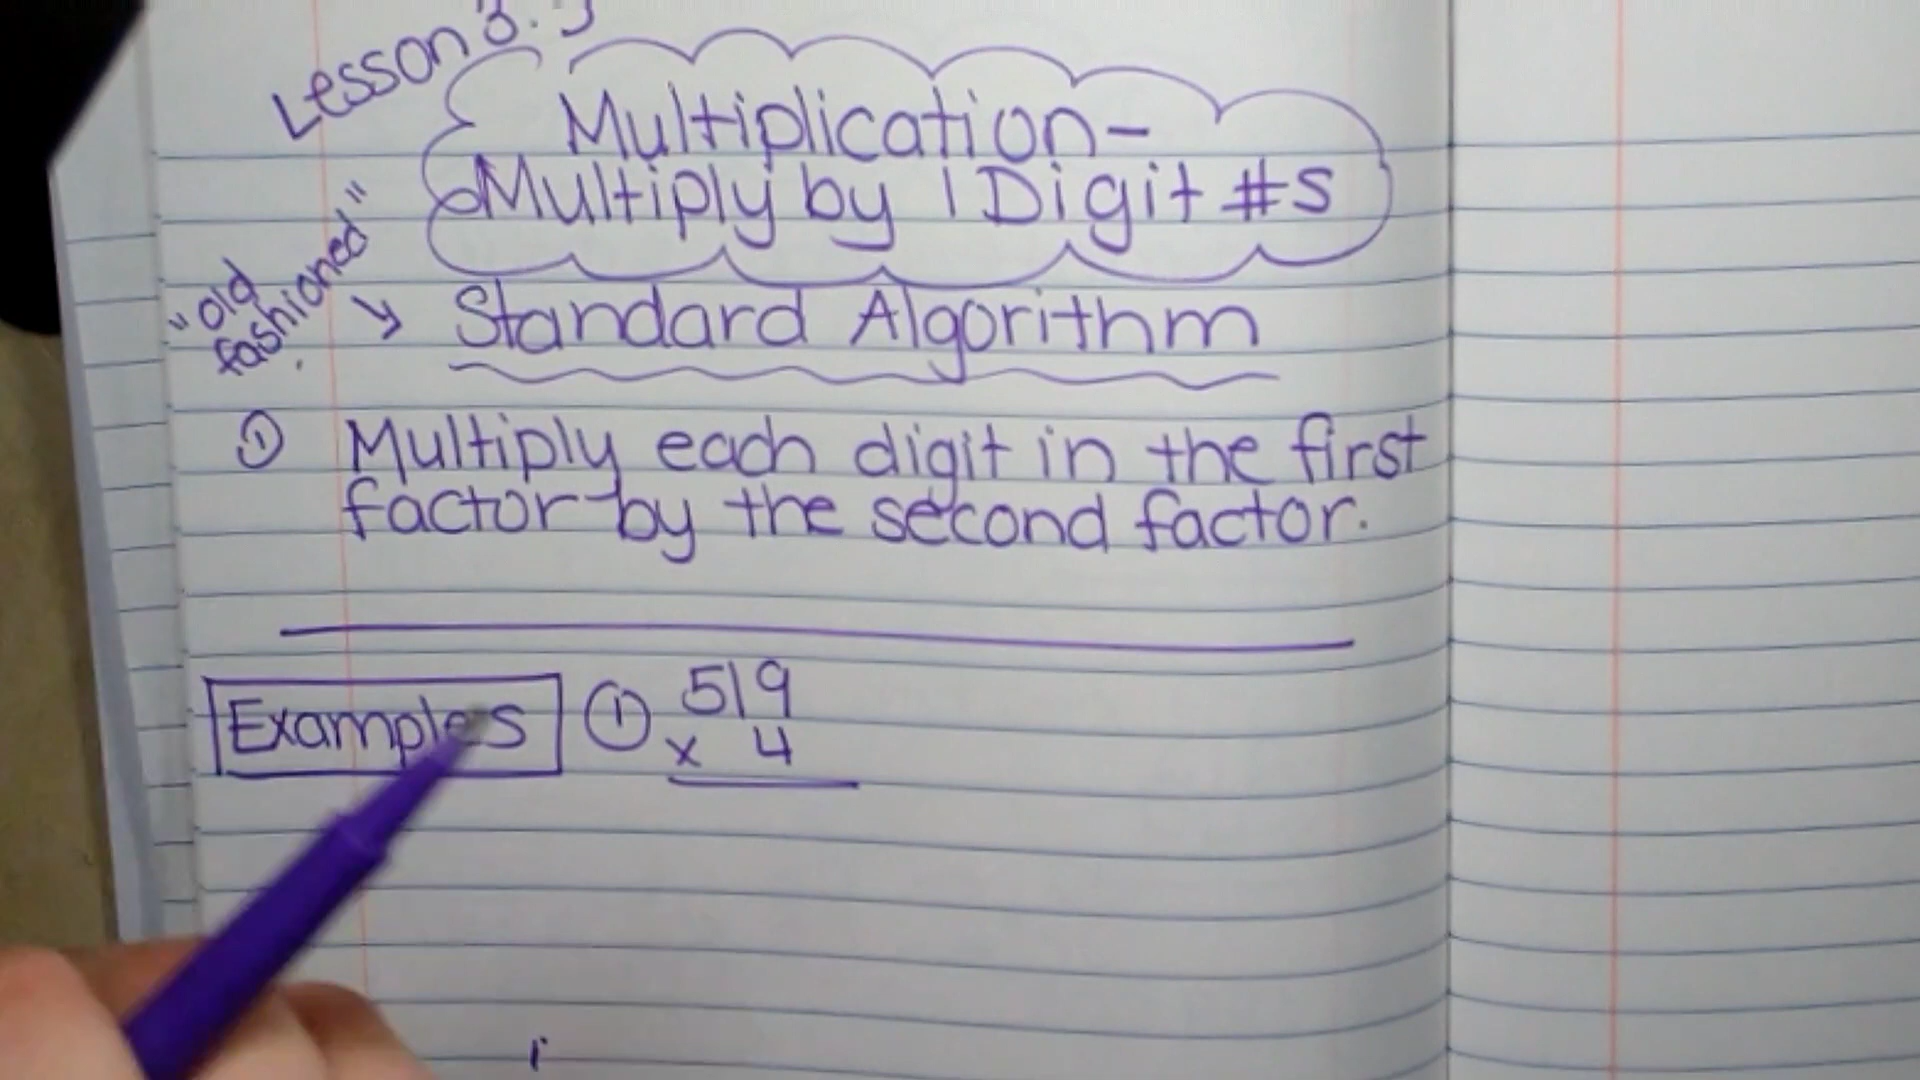 Lesson 3.
Multiplication-
Multiply by 1 Digit #s
"old
fashioned"
Standard Algorithm
① Multiply each digit in the first
factor by the second factor.
Examples ① 519
x 4